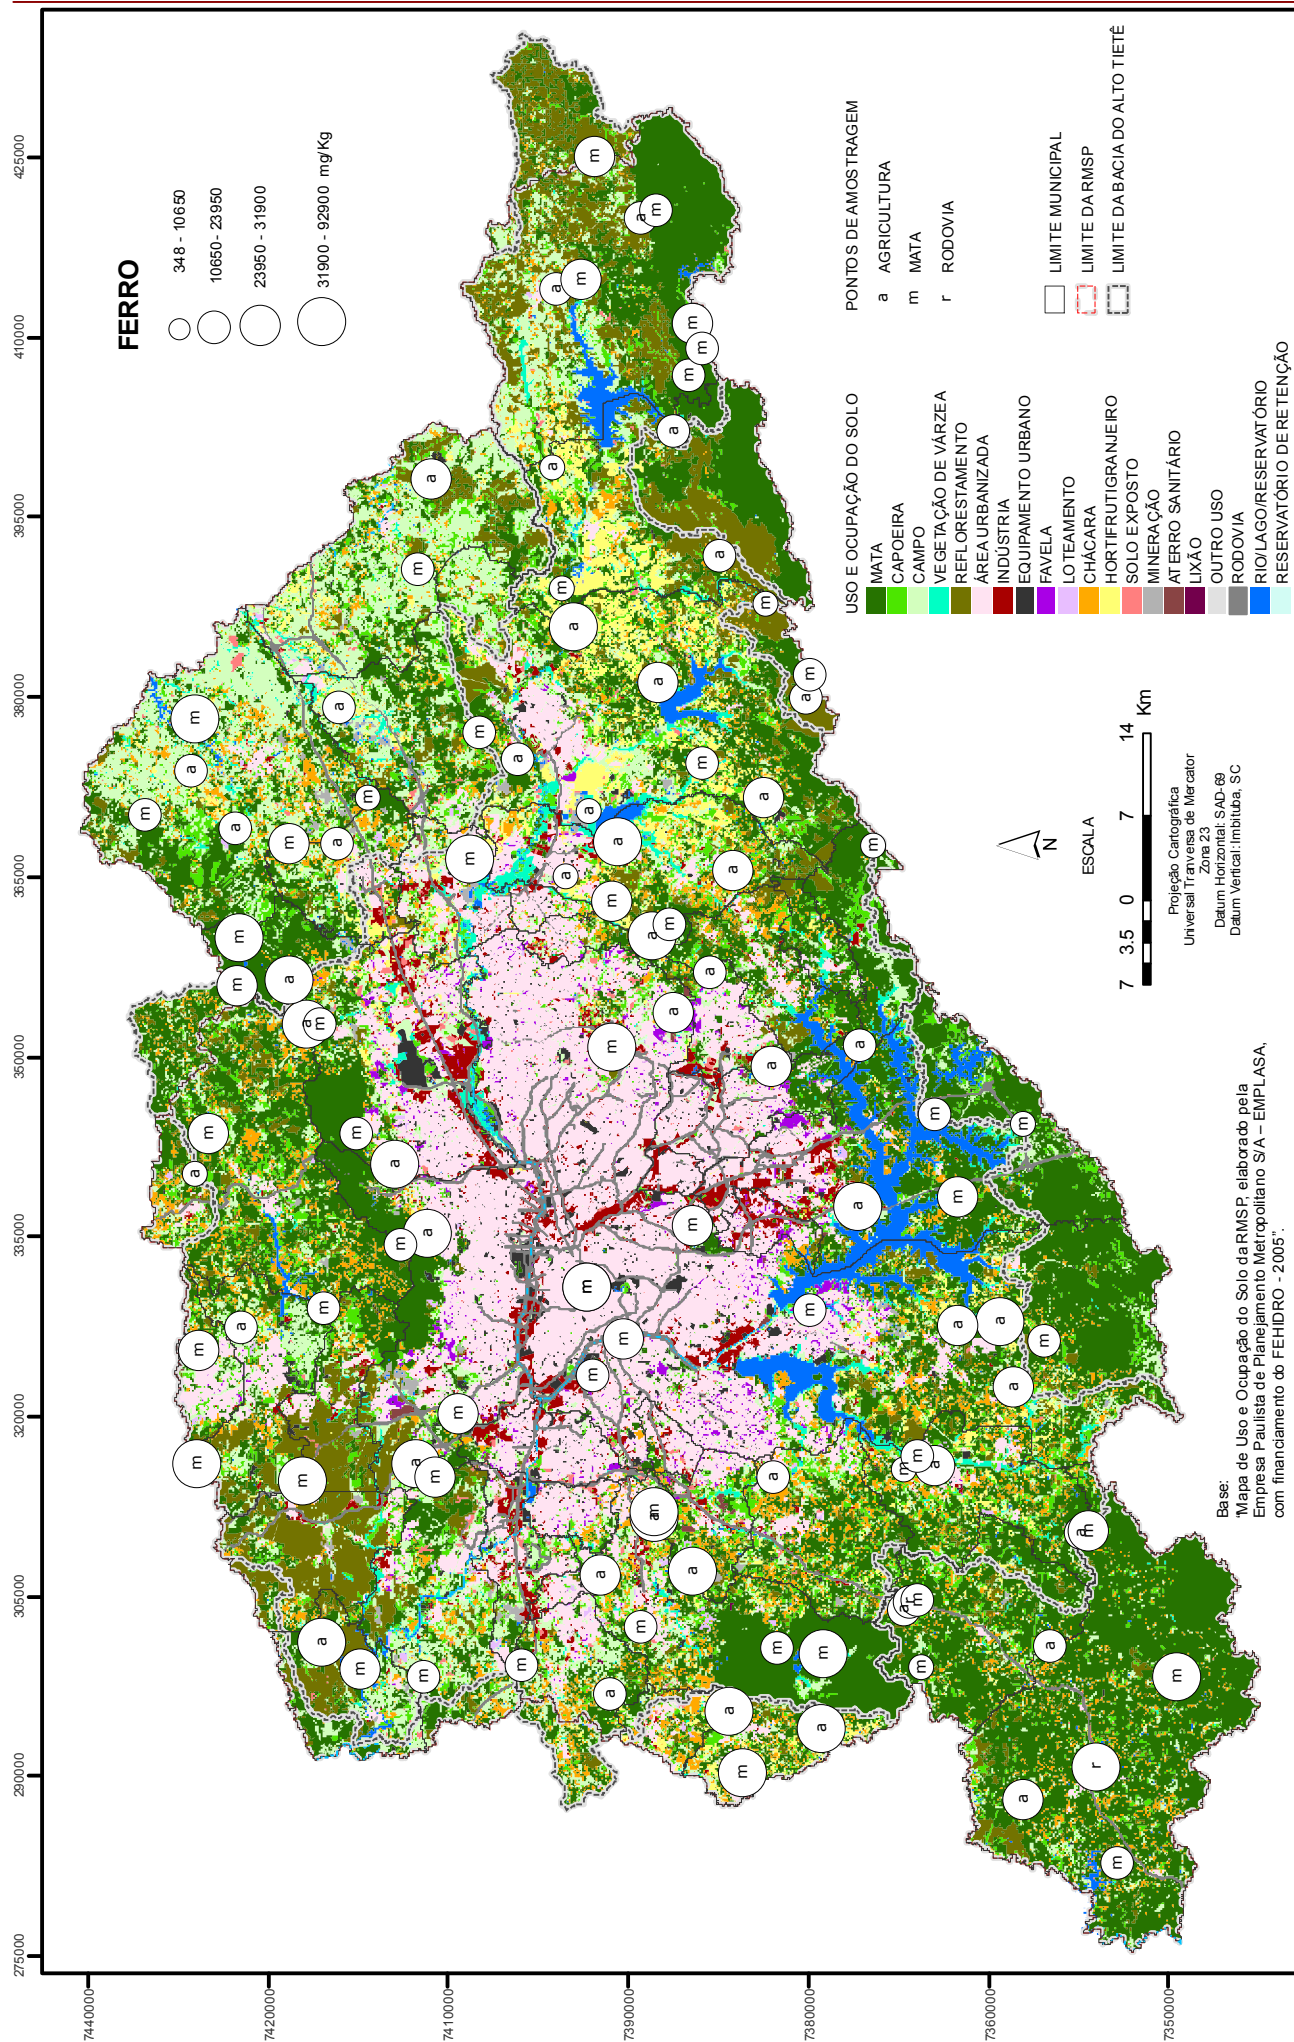 275000
290000
305000
320000
335000
350000
365000
380000
395000
410000
425000
7440000
7420000
7410000
7390000
7380000
7360000
7350000
FERRO
348 - 10650
10650 - 23950
23950 - 31900
31900 - 92900 mg/Kg
USO E OCUPAÇÃO DO SOLO
MATA
CAPOEIRA
CAMPO
VEGETAÇÃO DE VÁRZEA
REFLORESTAMENTO
ÁREA URBANIZADA
INDÚSTRIA
EQUIPAMENTO URBANO
FAVELA
LOTEAMENTO
CHÁCARA
HORTIFRUTIGRANJEIRO
SOLO EXPOSTO
MINERAÇÃO
ATERRO SANITÁRIO
LIXÃO
OUTRO USO
RODOVIA
RIO/LAGO/RESERVATÓRIO
RESERVATÓRIO DE RETENÇÃO
PONTOS DE AMOSTRAGEM
a AGRICULTURA
m MATA
r RODOVIA
LIMITE MUNICIPAL
LIMITE DA RMSP
LIMITE DA BACIA DO ALTO TIETÊ
N
ESCALA
7 3.5 0 7 14
Km
Projeção Cartográfica
Universal Tranversa de Mercator
Zona 23
Datum Horizontal: SAD-69
Datum Vertical: Imbituba, SC
Base:
"Mapa de Uso e Ocupação do Solo da RMSP, elaborado pela
Empresa Paulista de Planejamento Metropolitano S/A – EMPLASA,
com financiamento do FEHIDRO - 2005".